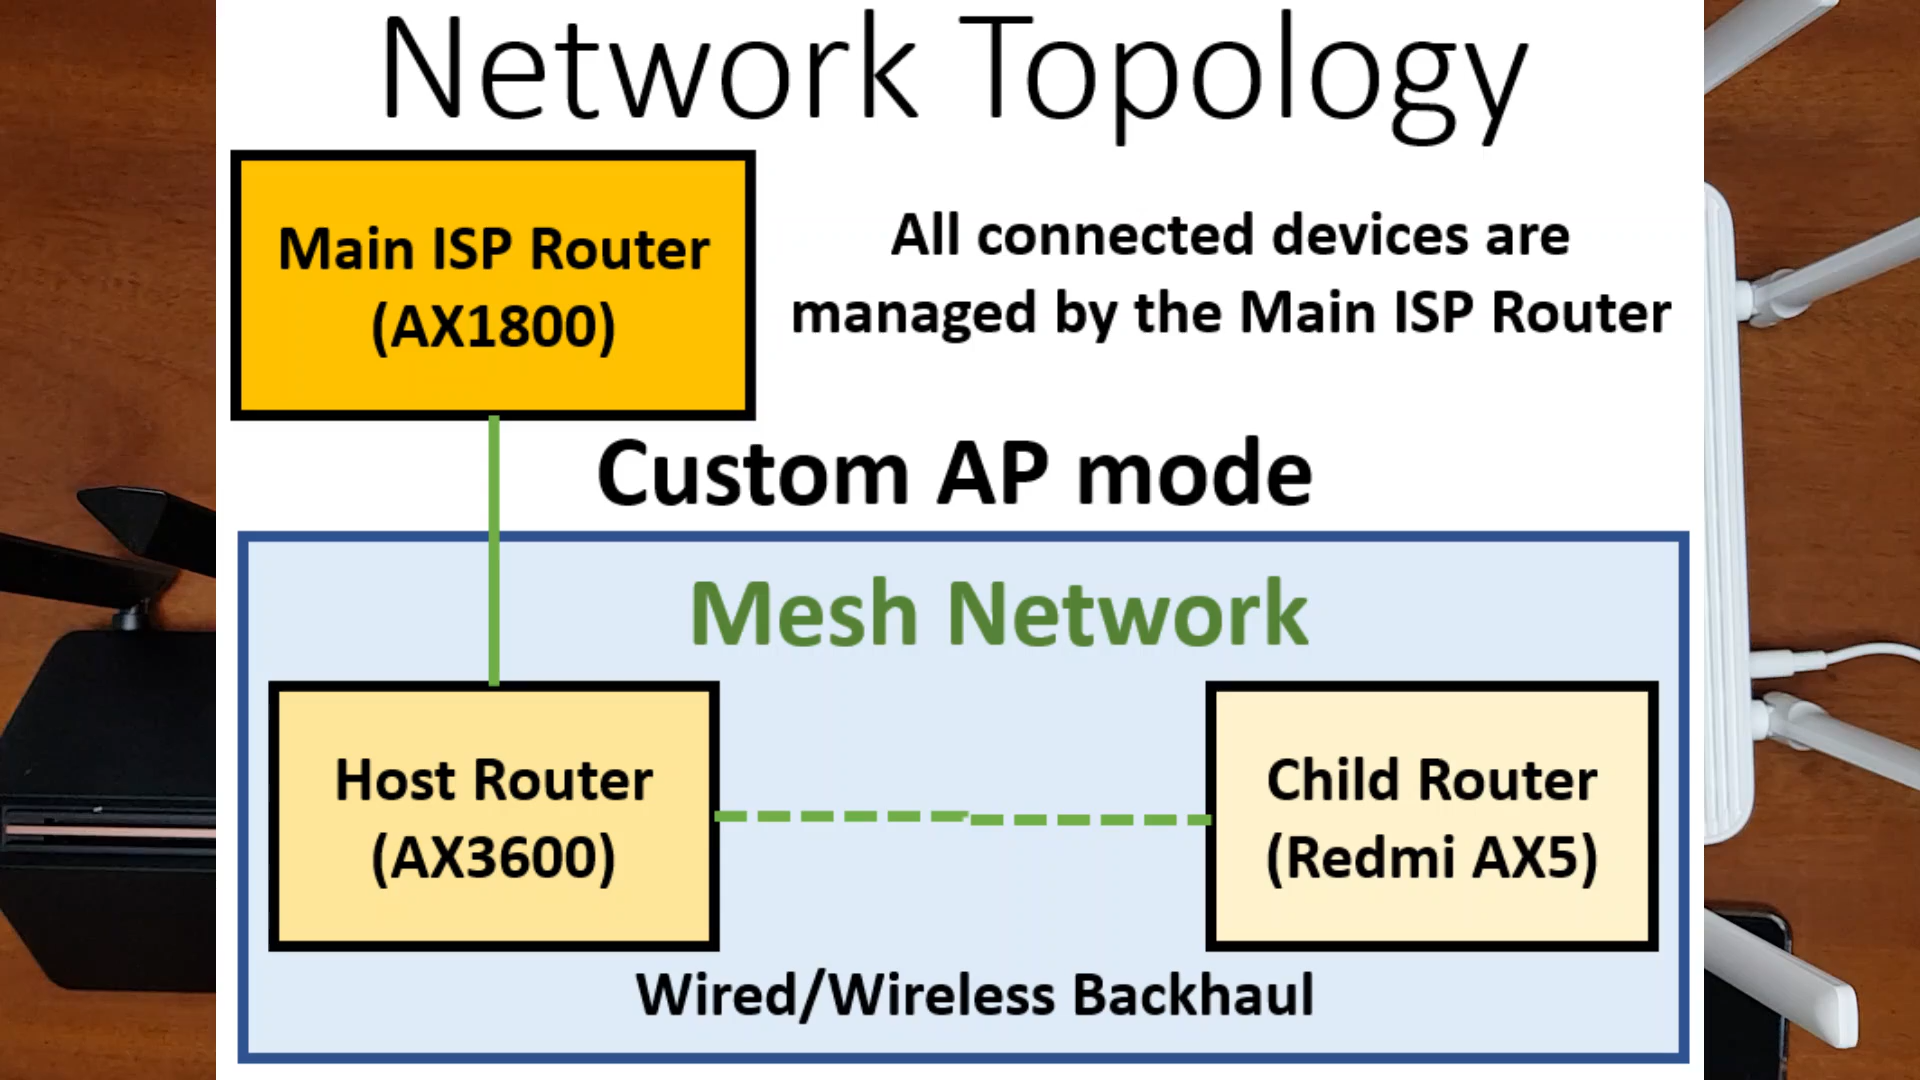 Network Topology
Main ISP Router
(AX1800)
All connected devices are
managed by the Main ISP Router
Custom AP mode
Mesh Network
Host Router
(AX3600)
Child Router
(Redmi AX5)
Wired/Wireless Backhaul